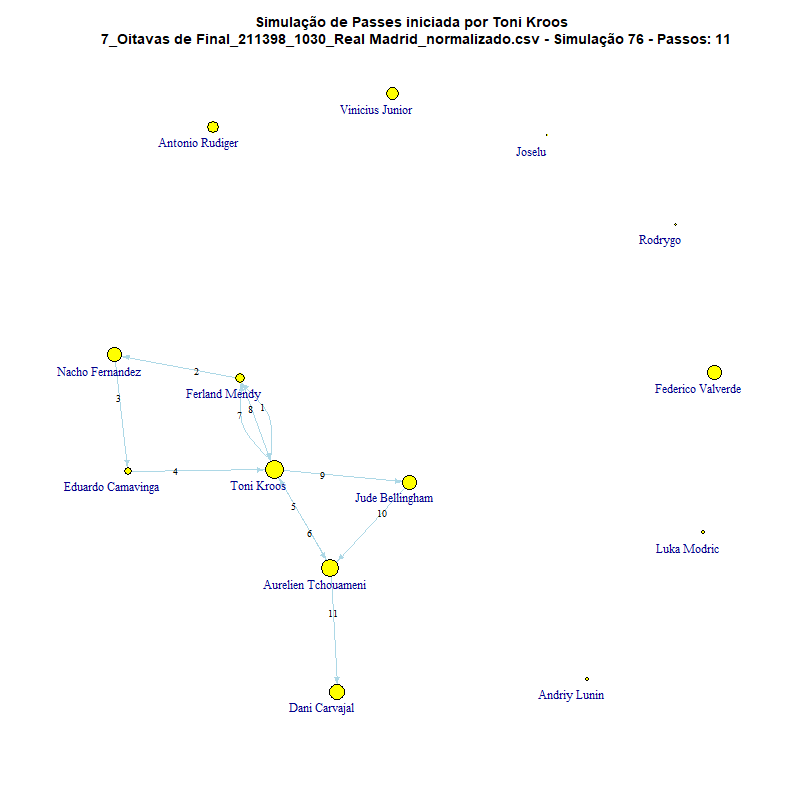 Simulação de Passes iniciada por Toni Kroos
7_Oitavas de Final_211398_1030_Real Madrid_normalizado.csv - Simulação 76 - Passos: 11
Vinicius Junior
Antonio Rudiger
Joselu
Rodrygo
Nacho Fernandez
2
Ferland Mendy
Federico Valverde
3
7
8
1
Eduardo Camavinga
4
Toni Kroos
9
Jude Bellingham
5
10
6
Luka Modric
Aurelien Tchouameni
11
Andriy Lunin
Dani Carvajal